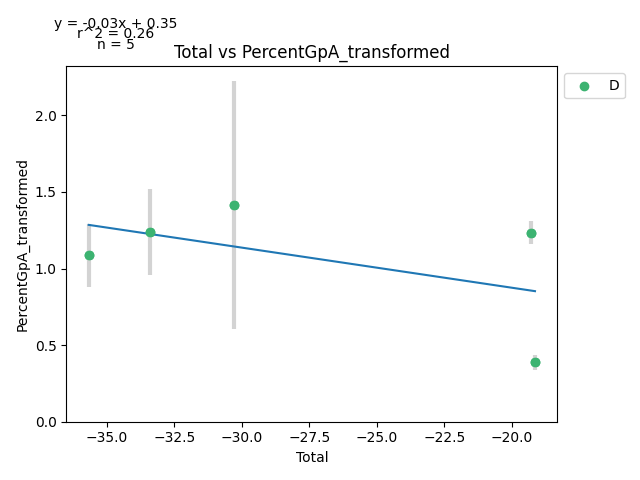 y = -0.03x + 0.35
r^2 = 0.26
n = 5
Total vs PercentGpA_transformed
D
PercentGpA_transformed
2.0
1.5
1.0
0.5
0.0
−35.0 −32.5 −30.0 −27.5 −25.0 −22.5 −20.0
Total